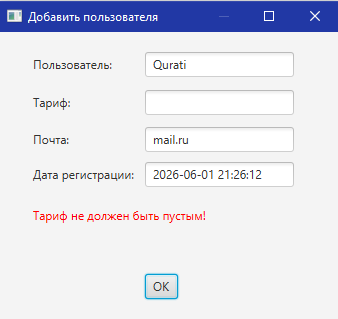 Добавить пользователя
Пользователь: Qurati
Тариф:
Почта: mail.ru
Дата регистрации: 2026-06-01 21:26:12
Тариф не должен быть пустым!
OK